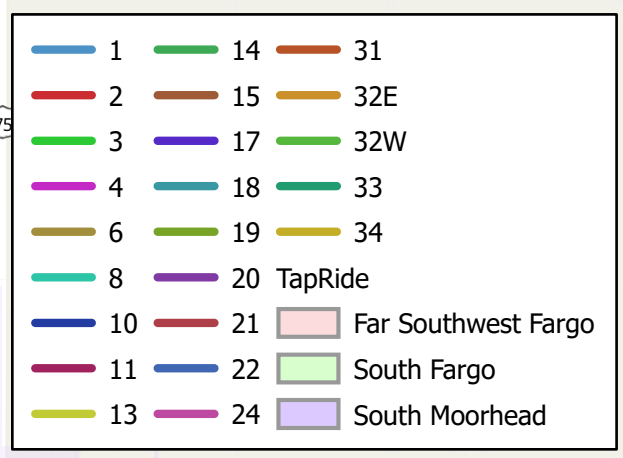 1 14 31
2 15 32E
3 17 32W
4 18 33
6 19 34
8 20 TapRide
10 21 Far Southwest Fargo
11 22 South Fargo
13 24 South Moorhead
75